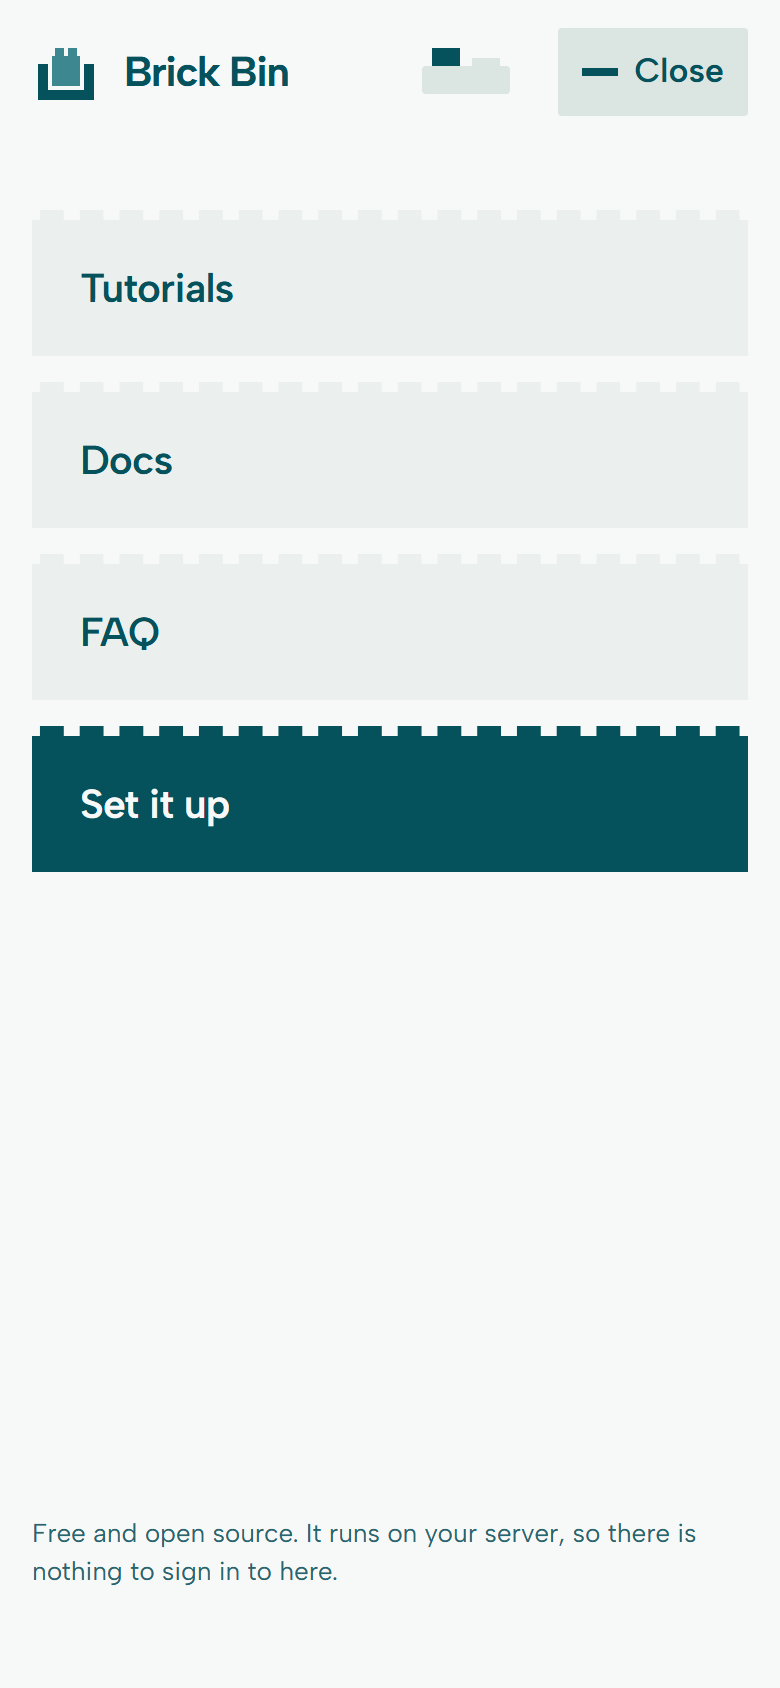 Brick Bin
Close
Tutorials
Docs
FAQ
Set it up
Free and open source. It runs on your server, so there is
nothing to sign in to here.